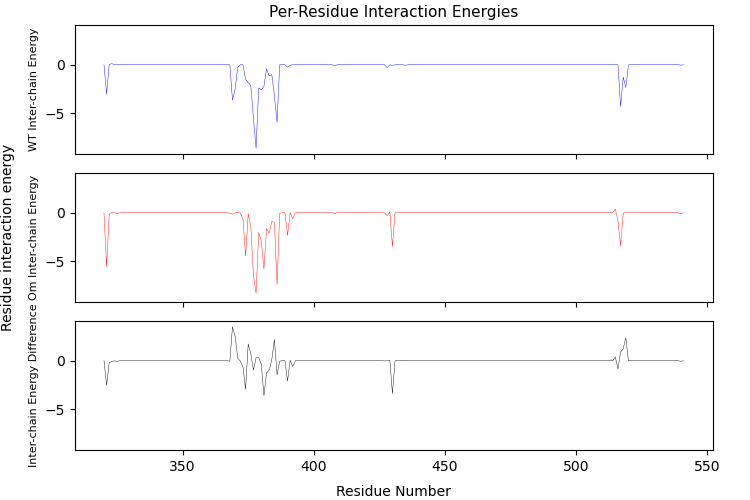 Per-Residue Interaction Energies
Residue interaction energy
WT Inter-chain Energy
0
−5
Om Inter-chain Energy
0
−5
Inter-chain Energy Difference
0
−5
350
400
450
500
550
Residue Number